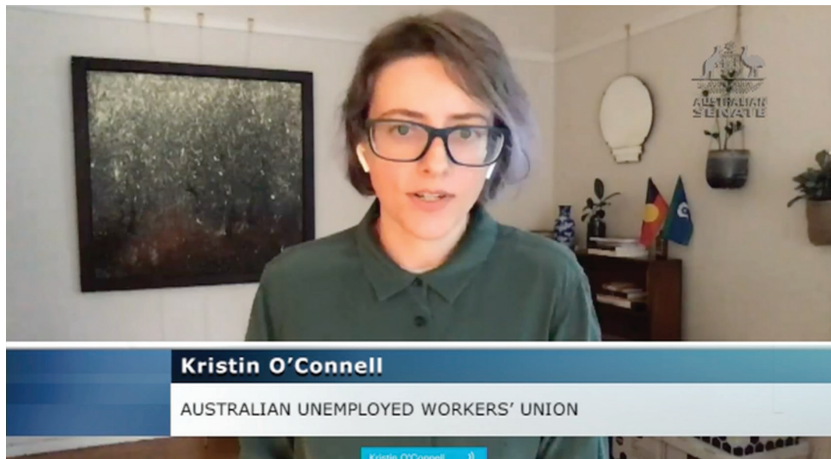 AUSTRALIAN
SENATE
Kristin O'Connell
AUSTRALIAN UNEMPLOYED WORKERS' UNION
Kristin O'Connell